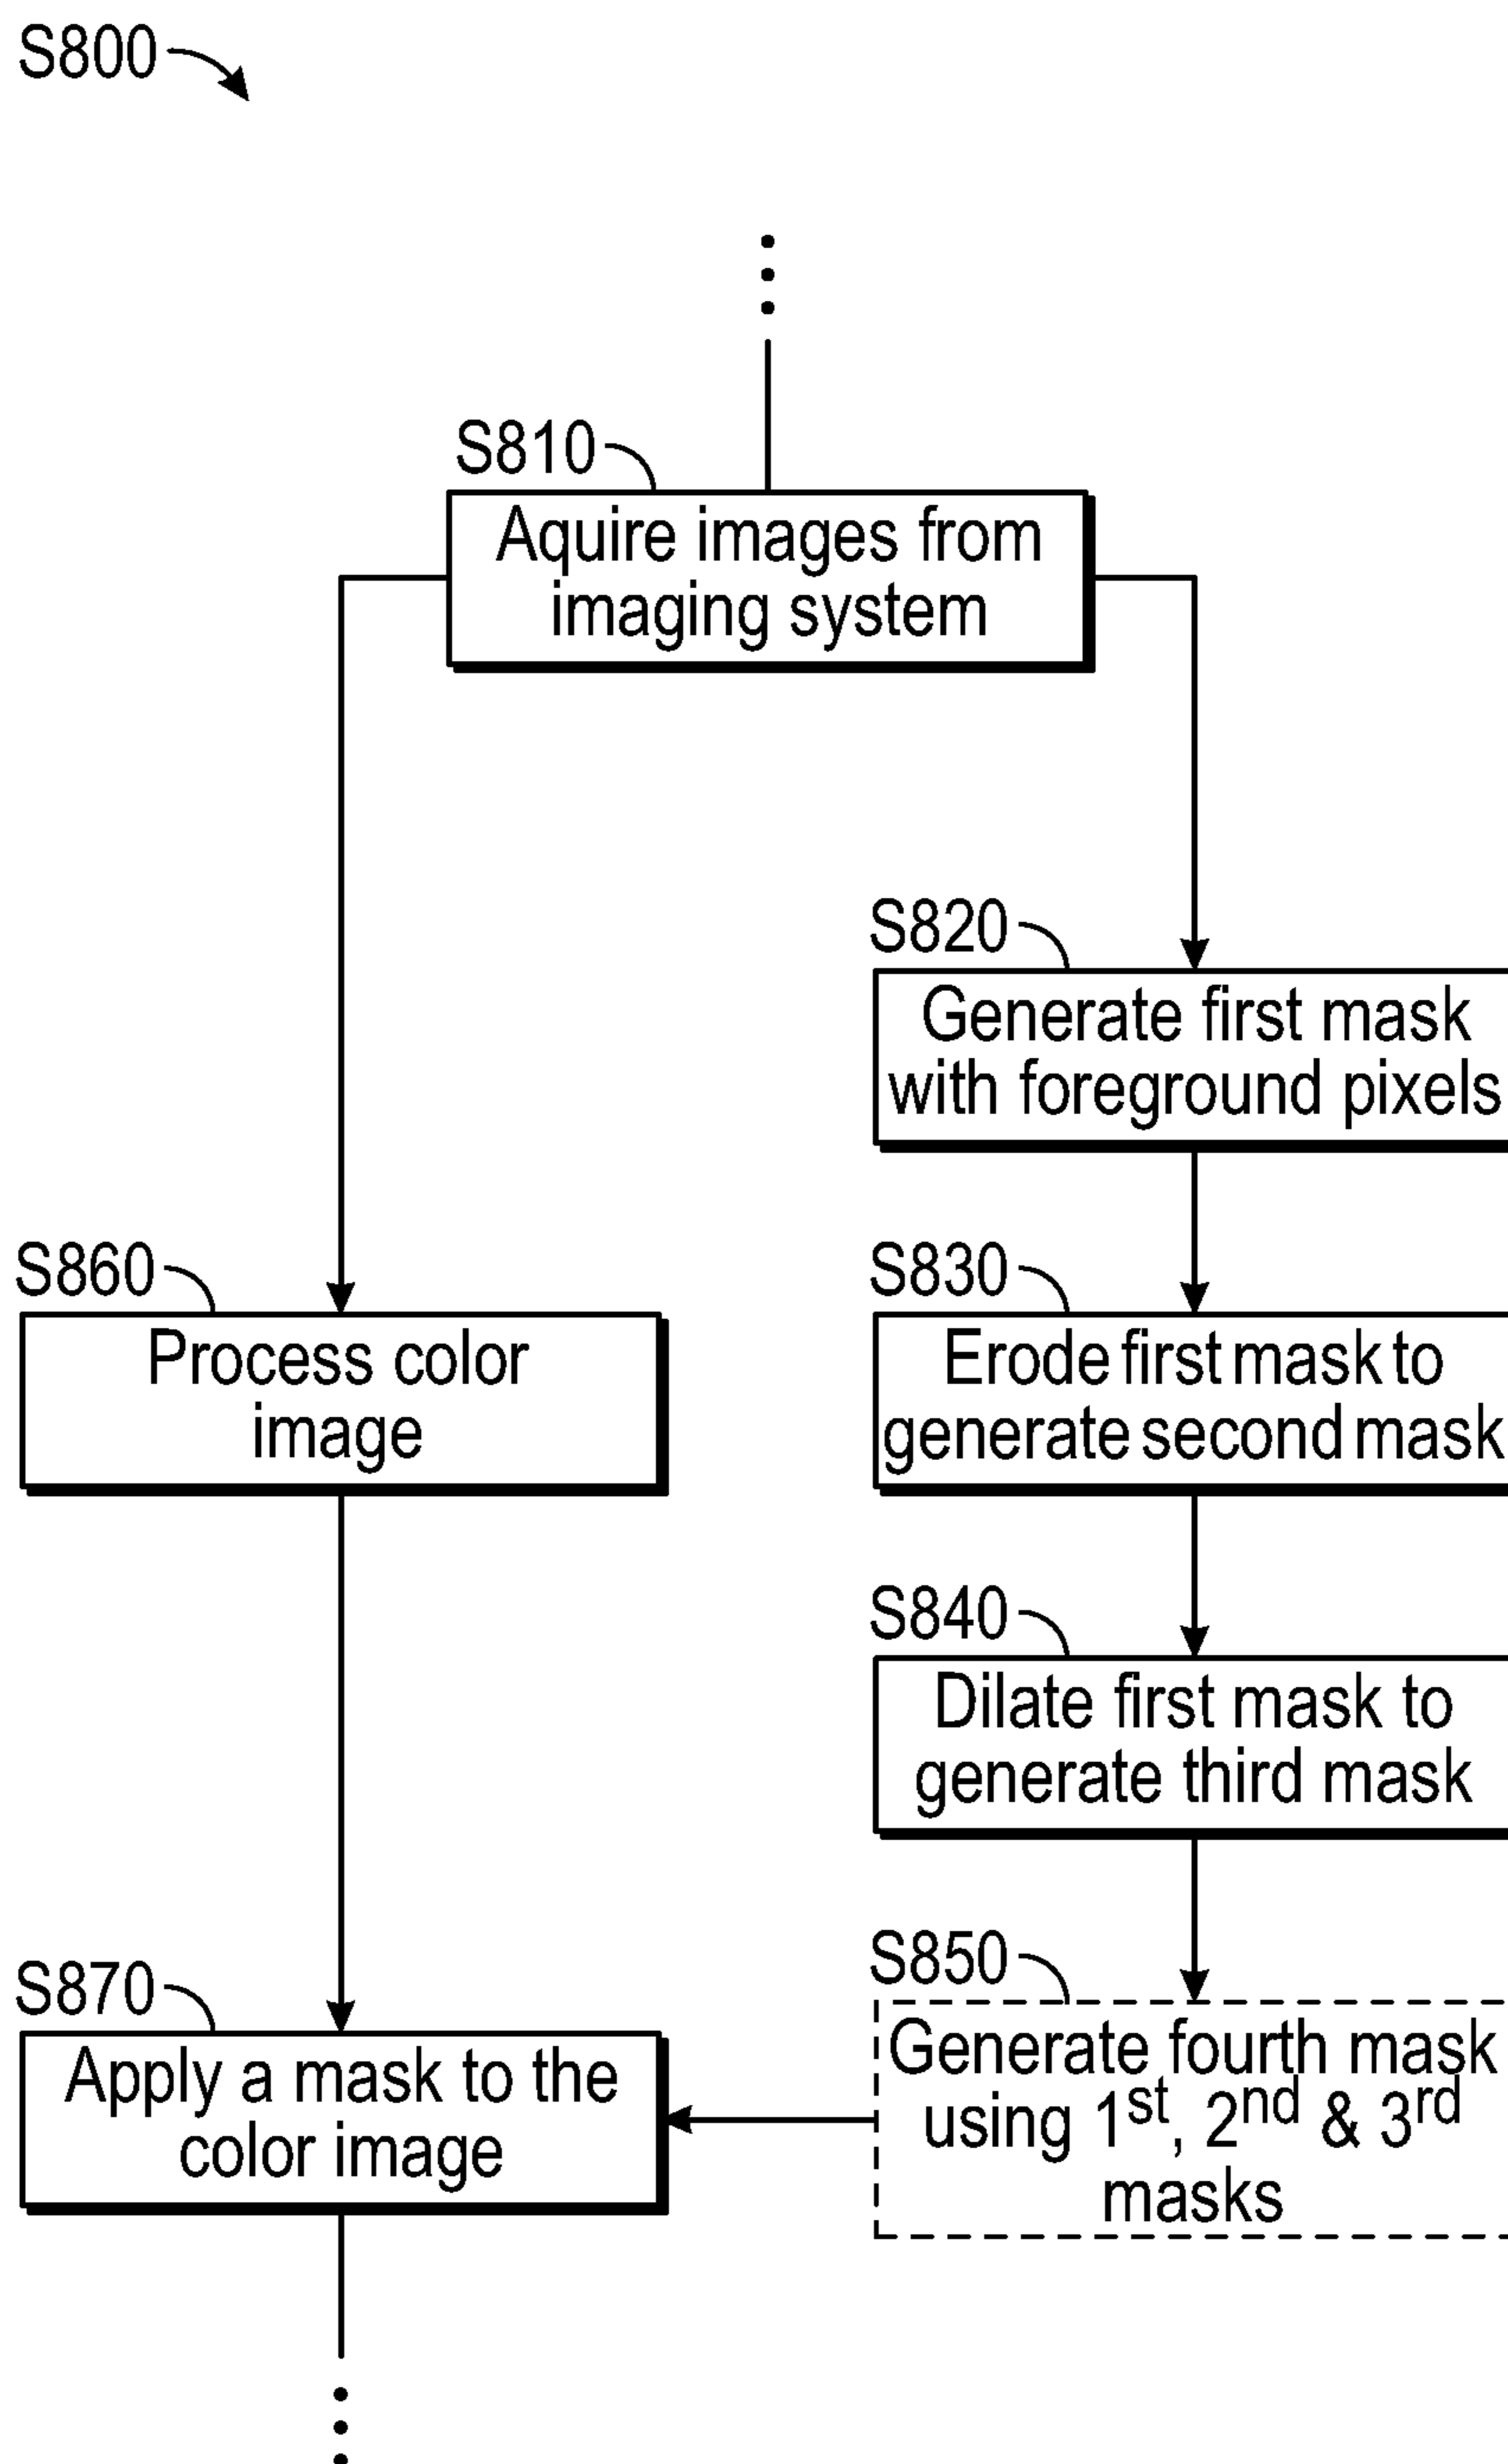 S800
S810
Aquire images from
imaging system
S820
Generate first mask
with foreground pixels
S860
Process color
image
S830
Erode first mask to
generate second mask
S840
Dilate first mask to
generate third mask
S870
Apply a mask to the
color image
S850
Generate fourth mask
using 1st, 2nd & 3rd
masks